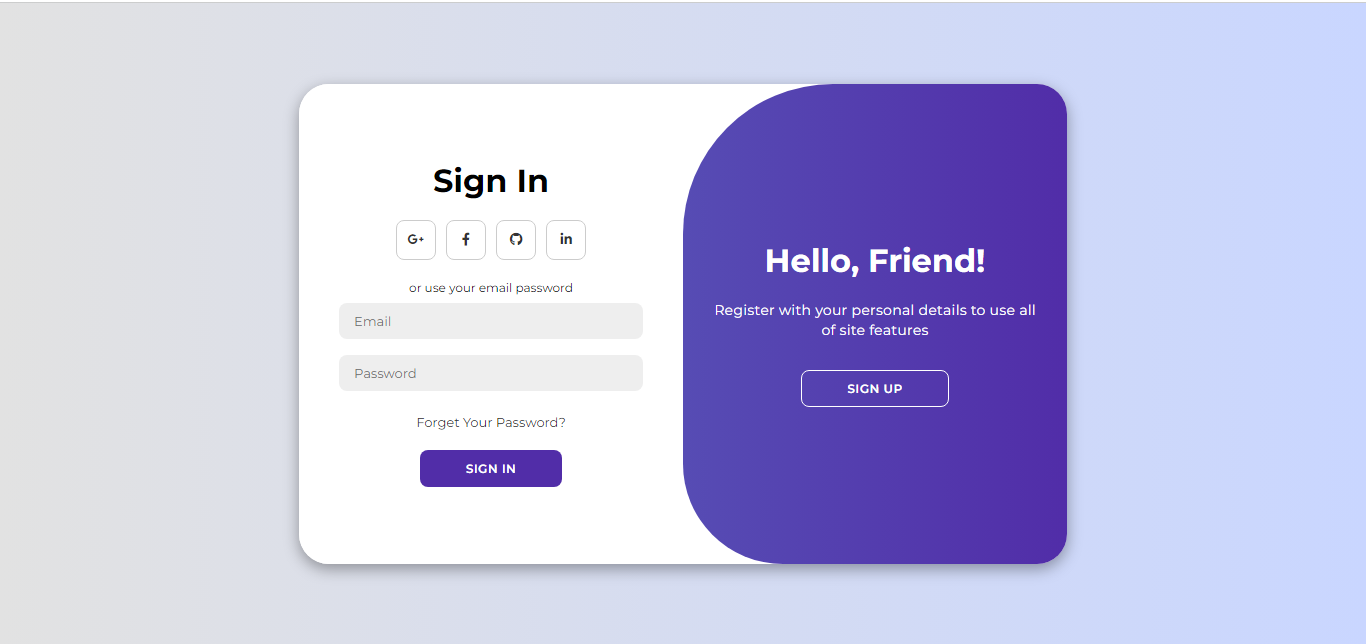 Sign In
G+
f
in
or use your email password
Email
Password
Forget Your Password?
SIGN IN
Hello, Friend!
Register with your personal details to use all
of site features
SIGN UP